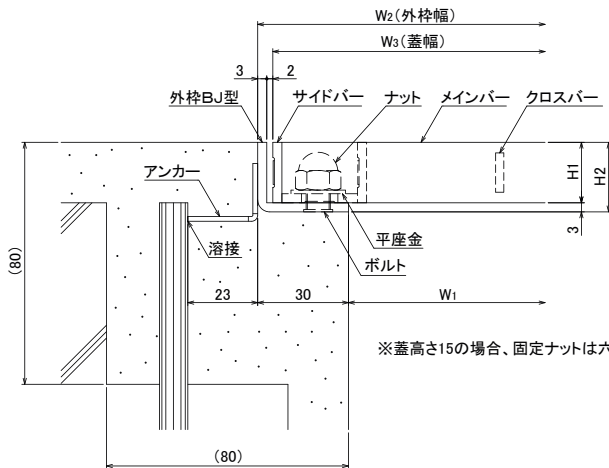 W2(外枠幅)
W3(蓋幅)
3
2
外枠BJ型
サイドバー
ナット
メインバー
クロスバー
アンカー
H1
H2
(80)
溶接
平座金
ボルト
3
23
30
W1
※蓋高さ15の場合、固定ナットは六
(80)